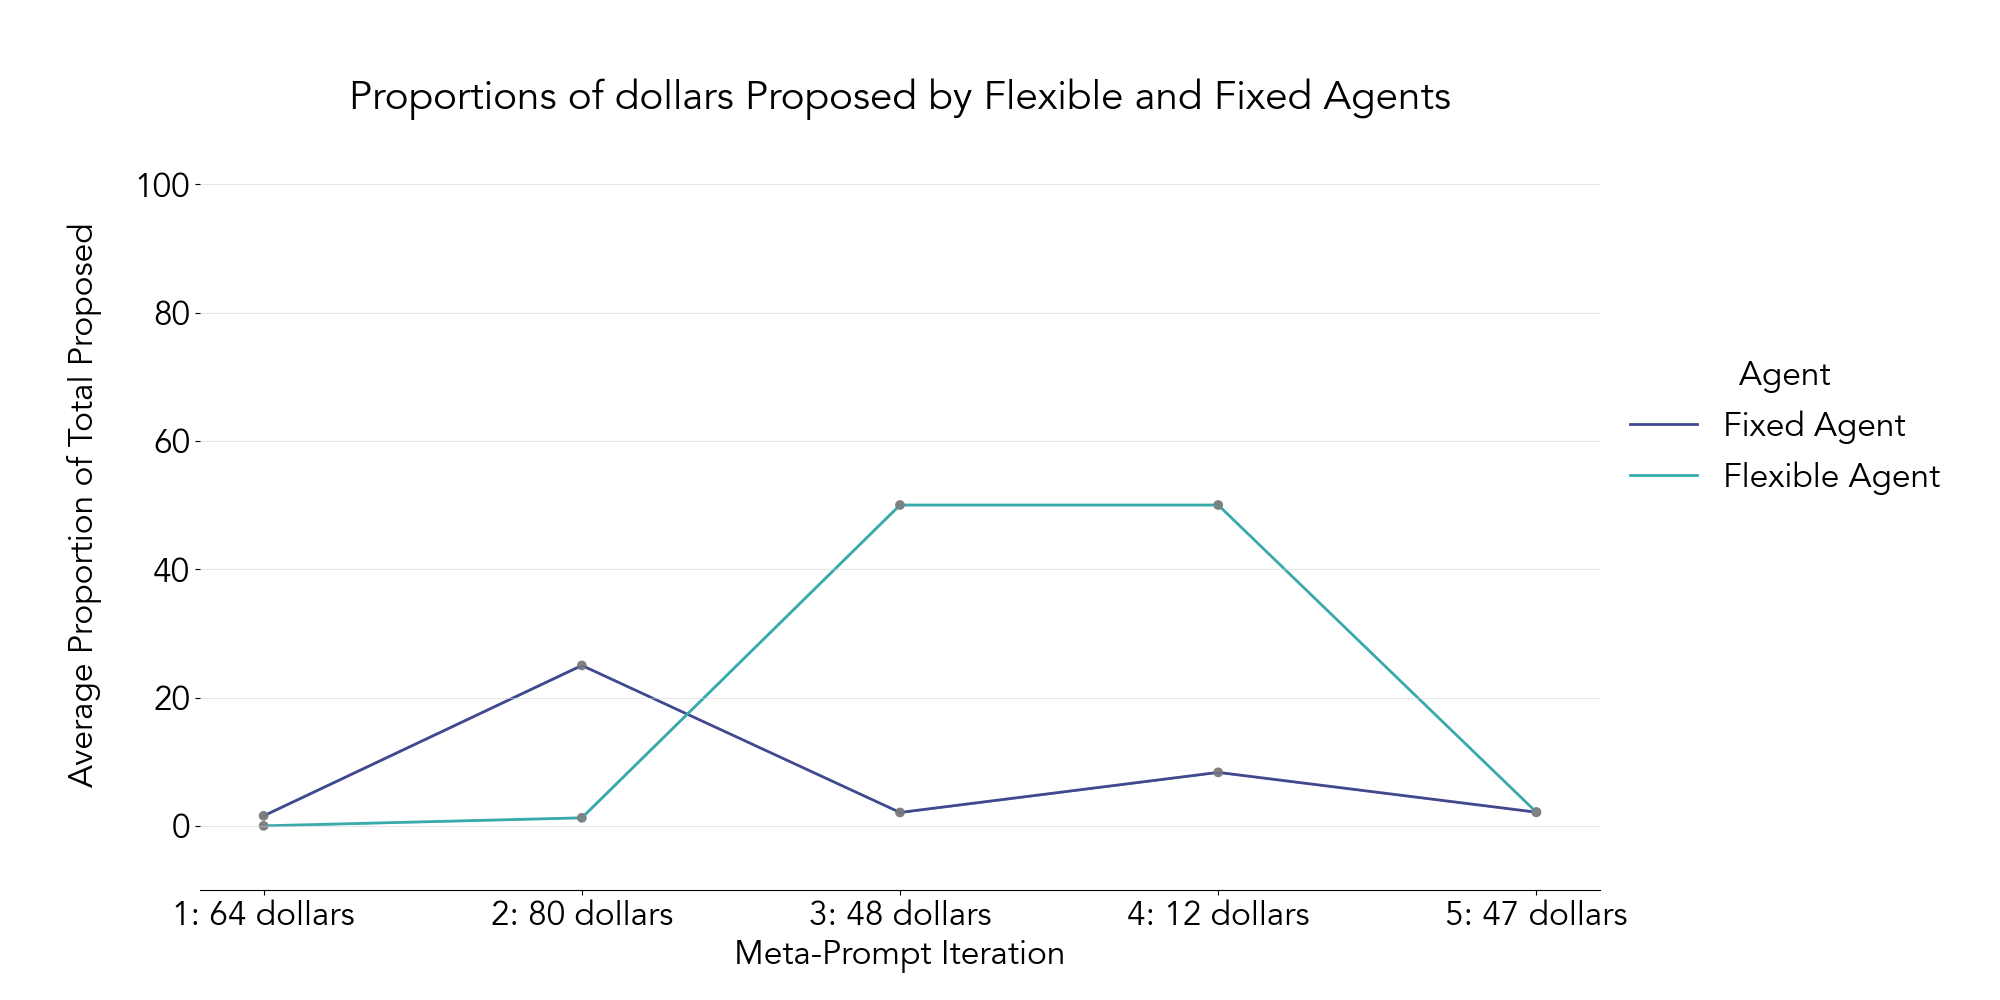 Proportions of dollars Proposed by Flexible and Fixed Agents
100
80
60
40
20
0
Average Proportion of Total Proposed
1: 64 dollars
2: 80 dollars
3: 48 dollars
4: 12 dollars
5: 47 dollars
Meta-Prompt Iteration
Agent
Fixed Agent
Flexible Agent